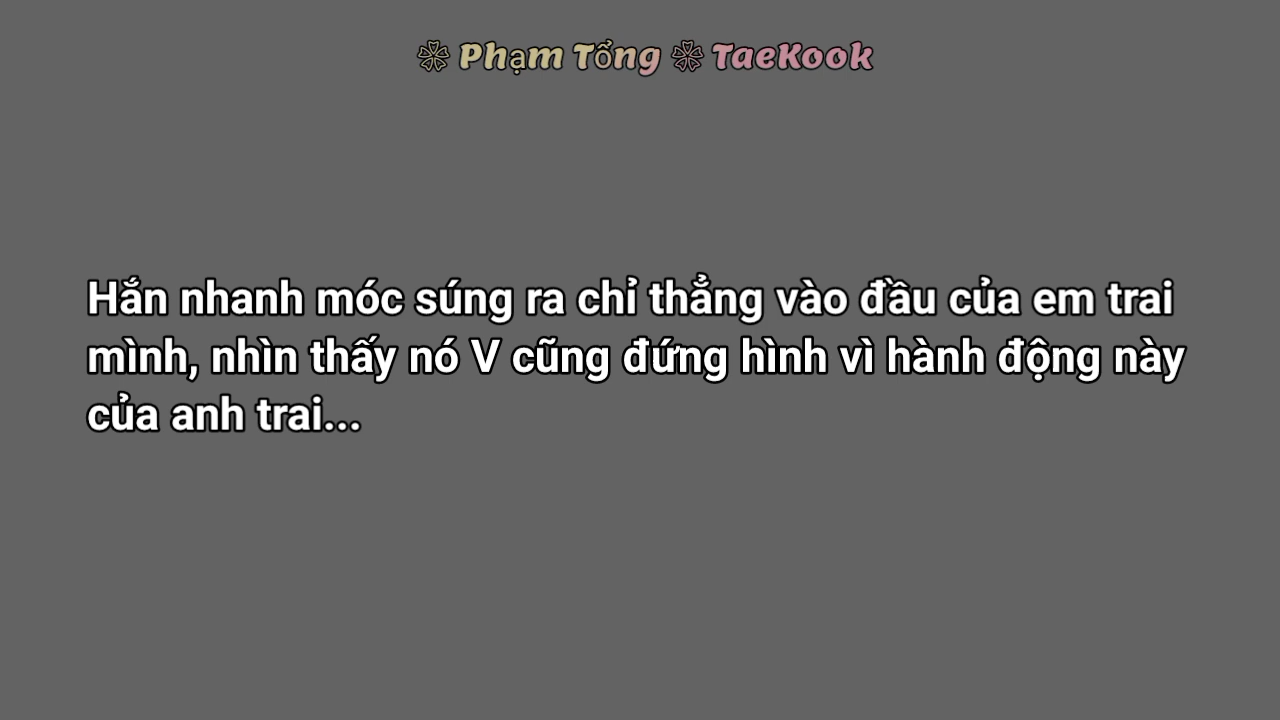 ❀ Phạm Tổng ❀ TaeKook
Hắn nhanh móc súng ra chỉ thẳng vào đầu của em trai
mình, nhìn thấy nó V cũng đứng hình vì hành động này
của anh trai...